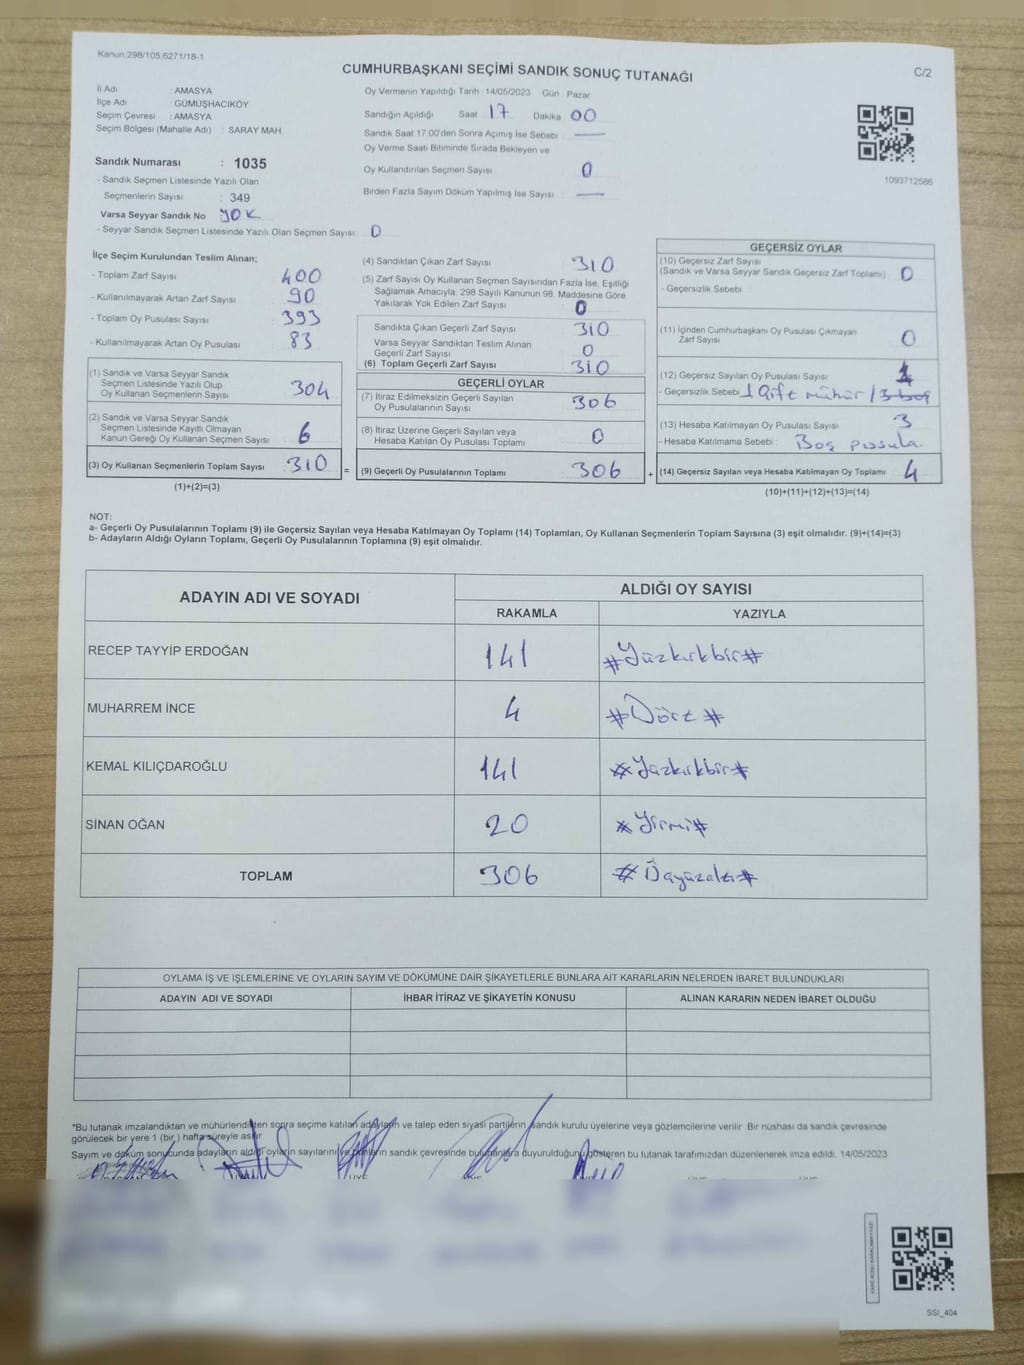 Kanun:298/105,6271/18-1
CUMHURBAŞKANI SEÇİMİ SANDIK SONUÇ TUTANAĞI
C/2
İl Adı : AMASYA
İlçe Adı : GÜMÜŞHACIKÖY
Seçim Çevresi : AMASYA
Seçim Bölgesi (Mahalle Adı) : SARAY MAH.
Sandık Numarası : 1035
- Sandık Seçmen Listesinde Yazılı Olan
Seçmenlerin Sayısı : 349
Varsa Seyyar Sandık No YOK
- Seyyar Sandık Seçmen Listesinde Yazılı Olan Seçmen Sayısı : 0
Oy Vermenin Yapıldığı Tarih :14/05/2023 Gün : Pazar
Sandığın Açıldığı Saat 17 Dakika 00
Sandık Saat 17:00'den Sonra Açılmış İse Sebebi : —
Oy Verme Saati Bitiminde Sırada Bekleyen ve
Oy Kullandırılan Seçmen Sayısı : 0
Birden Fazla Sayım Döküm Yapılmış İse Sayısı : —
1093712586
İlçe Seçim Kurulundan Teslim Alınan;
- Toplam Zarf Sayısı : 400
- Kullanılmayarak Artan Zarf Sayısı : 90
- Toplam Oy Pusulası Sayısı : 393
- Kullanılmayarak Artan Oy Pusulası : 83
(1) Sandık ve Varsa Seyyar Sandık
Seçmen Listesinde Yazılı Olup
Oy Kullanan Seçmenlerin Sayısı : 304
(2) Sandık ve Varsa Seyyar Sandık
Seçmen Listesinde Kayıtlı Olmayan
Kanun Gereği Oy Kullanan Seçmen Sayısı : 6
(3) Oy Kullanan Seçmenlerin Toplam Sayısı : 310 =
(1)+(2)=(3)
(4) Sandıktan Çıkan Zarf Sayısı : 310
(5) Zarf Sayısı Oy Kullanan Seçmen Sayısından Fazla İse, Eşitliği
Sağlamak Amacıyla; 298 Sayılı Kanunun 98. Maddesine Göre
Yakılarak Yok Edilen Zarf Sayısı : 0
Sandıkta Çıkan Geçerli Zarf Sayısı : 310
Varsa Seyyar Sandıktan Teslim Alınan
Geçerli Zarf Sayısı : 0
(6) Toplam Geçerli Zarf Sayısı : 310
GEÇERLİ OYLAR
(7) İtiraz Edilmeksizin Geçerli Sayılan
Oy Pusulalarının Sayısı : 306
(8) İtiraz Üzerine Geçerli Sayılan veya
Hesaba Katılan Oy Pusulası Toplamı : 0
(9) Geçerli Oy Pusulalarının Toplamı : 306 +
GEÇERSİZ OYLAR
(10) Geçersiz Zarf Sayısı
(Sandık ve Varsa Seyyar Sandık Geçersiz Zarf Toplamı) : 0
- Geçersizlik Sebebi :
(11) İçinden Cumhurbaşkanı Oy Pusulası Çıkmayan
Zarf Sayısı : 0
(12) Geçersiz Sayılan Oy Pusulası Sayısı : 1
- Geçersizlik Sebebi 1 Çift mühür / 3 boş
(13) Hesaba Katılmayan Oy Pusulası Sayısı : 3
- Hesaba Katılmama Sebebi : Boş pusula.
(14) Geçersiz Sayılan veya Hesaba Katılmayan Oy Toplamı : 4
(10)+(11)+(12)+(13)=(14)
NOT:
a- Geçerli Oy Pusulalarının Toplamı (9) ile Geçersiz Sayılan veya Hesaba Katılmayan Oy Toplamı (14) Toplamları, Oy Kullanan Seçmenlerin Toplam Sayısına (3) eşit olmalıdır. (9)+(14)=(3)
b- Adayların Aldığı Oyların Toplamı, Geçerli Oy Pusulalarının Toplamına (9) eşit olmalıdır.
ADAYIN ADI VE SOYADI
ALDIĞI OY SAYISI
RAKAMLA YAZIYLA
RECEP TAYYİP ERDOĞAN 141 #Yüzkırkbir#
MUHARREM İNCE 4 #Dört#
KEMAL KILIÇDAROĞLU 141 #Yüzkırkbir#
SİNAN OĞAN 20 #Yirmi#
TOPLAM 306 #Üçyüzaltı#
OYLAMA İŞ VE İŞLEMLERİNE VE OYLARIN SAYIM VE DÖKÜMÜNE DAİR ŞİKAYETLERLE BUNLARA AİT KARARLARIN NELERDEN İBARET BULUNDUKLARI
ADAYIN ADI VE SOYADI İHBAR İTİRAZ VE ŞİKAYETİN KONUSU ALINAN KARARIN NEDEN İBARET OLDUĞU
*Bu tutanak imzalandıktan ve mühürlendikten sonra seçime katılan adayların ve talep eden siyasi partilerin sandık kurulu üyelerine veya gözlemcilerine verilir. Bir nüshası da sandık çevresinde
görülecek bir yere 1 (bir ) hafta süreyle asılır.
Sayım ve döküm sonucunda adayların aldığı oyların sayılarını ve bunların sandık çevresinde bulunanlara duyurulduğunu gösteren bu tutanak tarafımızdan düzenlenerek imza edildi. 14/05/2023
SSI_404